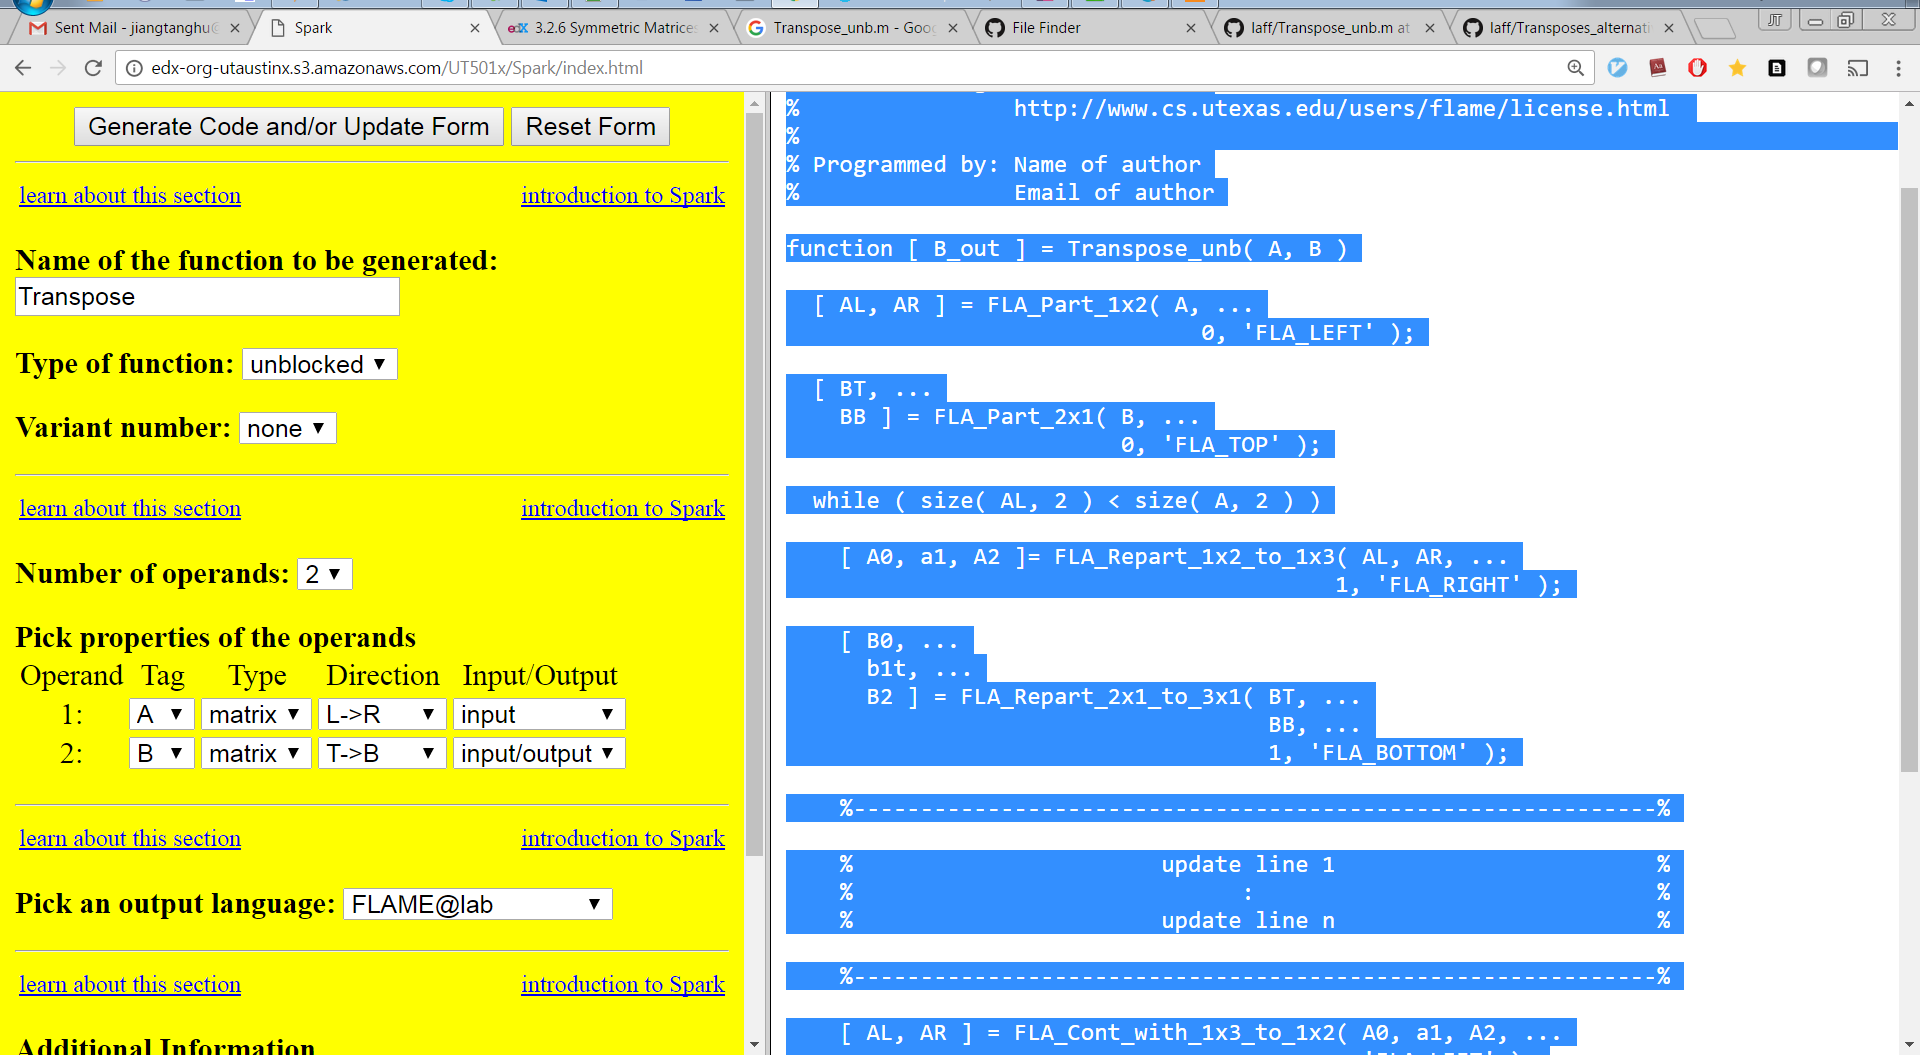 Sent Mail - jiangtanghu
Spark
edX 3.2.6 Symmetric Matrices
Transpose_unb.m - Goo
File Finder
laff/Transpose_unb.m at
laff/Transposes_alternati
JT
edx-org-utaustinx.s3.amazonaws.com/UT501x/Spark/index.html
Generate Code and/or Update Form Reset Form
learn about this section introduction to Spark
Name of the function to be generated:
Transpose
Type of function: unblocked
Variant number: none
learn about this section introduction to Spark
Number of operands: 2
Pick properties of the operands
Operand Tag Type Direction Input/Output
1: A matrix L->R input
2: B matrix T->B input/output
learn about this section introduction to Spark
Pick an output language: FLAME@lab
learn about this section introduction to Spark
Additional Information
% http://www.cs.utexas.edu/users/flame/license.html
%
% Programmed by: Name of author
% Email of author
function [ B_out ] = Transpose_unb( A, B )
[ AL, AR ] = FLA_Part_1x2( A, ...
0, 'FLA_LEFT' );
[ BT, ...
BB ] = FLA_Part_2x1( B, ...
0, 'FLA_TOP' );
while ( size( AL, 2 ) < size( A, 2 ) )
[ A0, a1, A2 ]= FLA_Repart_1x2_to_1x3( AL, AR, ...
1, 'FLA_RIGHT' );
[ B0, ...
b1t, ...
B2 ] = FLA_Repart_2x1_to_3x1( BT, ...
BB, ...
1, 'FLA_BOTTOM' );
%------------------------------------------------------------%
% update line 1 %
% : %
% update line n %
%------------------------------------------------------------%
[ AL, AR ] = FLA_Cont_with_1x3_to_1x2( A0, a1, A2, ...